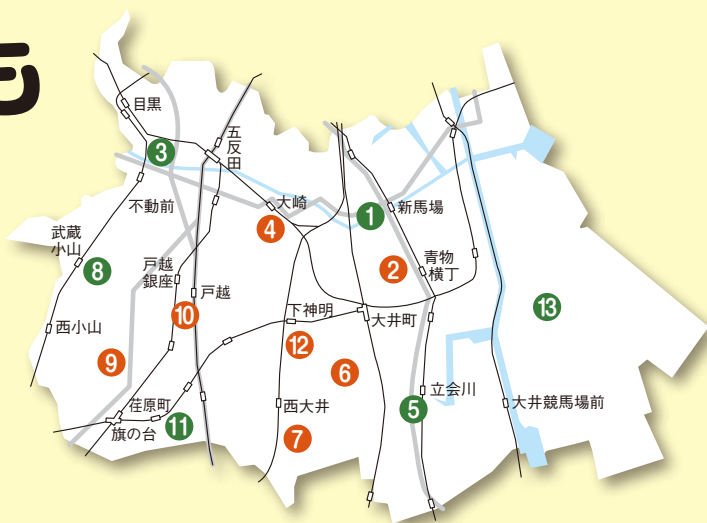 も
目黒
五反田
3
不動前
大崎
4
1
新馬場
武蔵
小山
8
戸越
銀座
戸越
2
青物
横丁
13
10
下神明
大井町
西小山
12
9
6
荏原町
旗の台
11
西大井
7
立会川
5
大井競馬場前